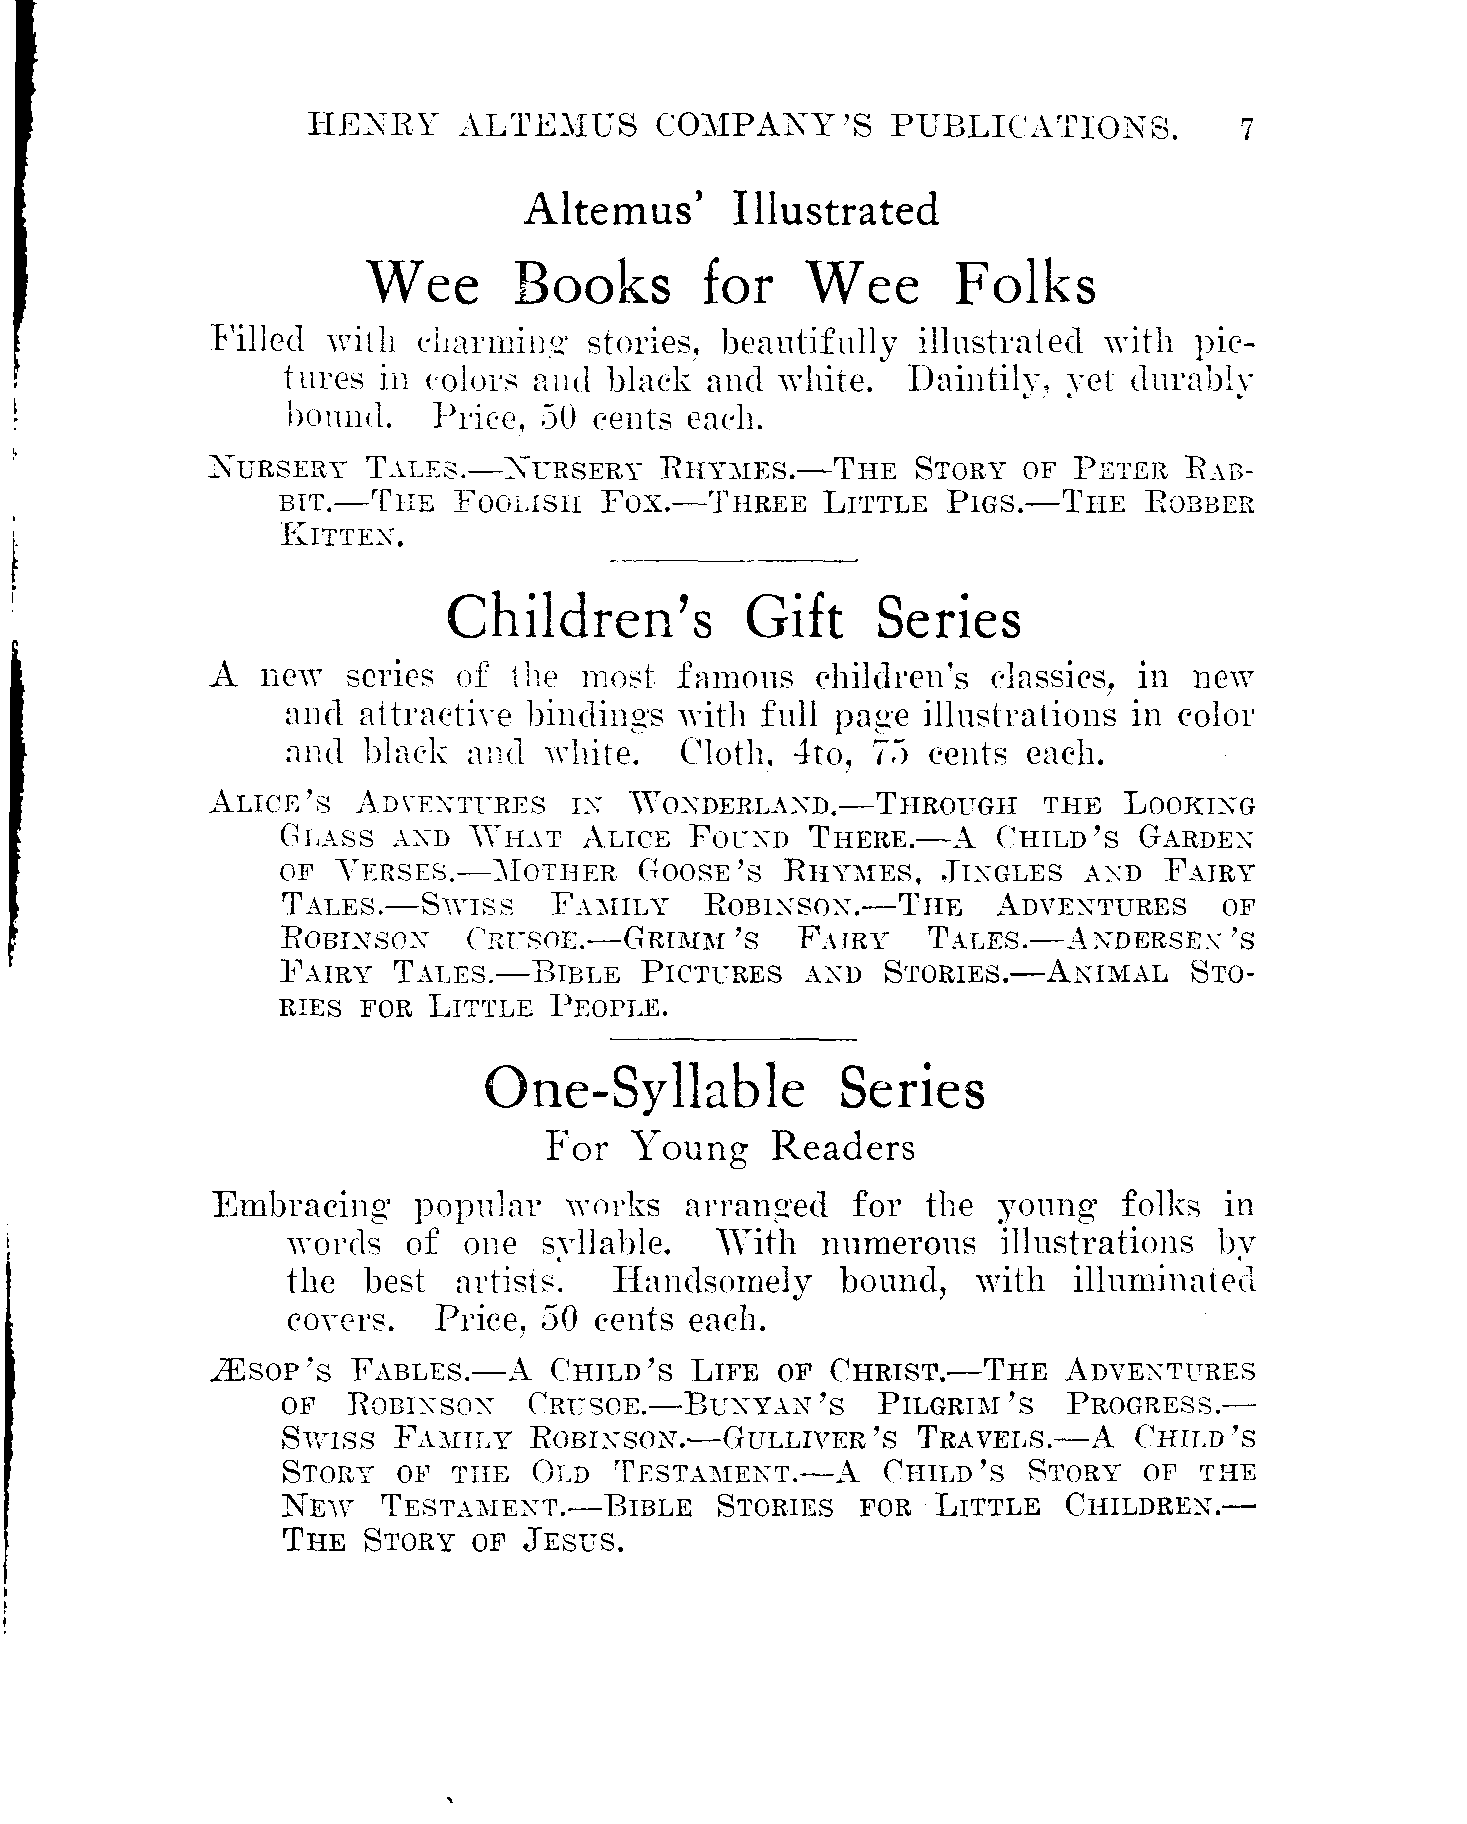 HENRY ALTEMUS COMPANY'S PUBLICATIONS. 7
Altemus' Illustrated
Wee Books for Wee Folks
Filled with charming stories, beautifully illustrated with pic-
tures in colors and black and white. Daintily, yet durably
bound. Price, 50 cents each.
NURSERY TALES.—NURSERY RHYMES.—THE STORY OF PETER RAB-
BIT.—THE FOOLISH FOX.—THREE LITTLE PIGS.—THE ROBBER
KITTEN.
Children's Gift Series
A new series of the most famous children's classics, in new
and attractive bindings with full page illustrations in color
and black and white. Cloth, 4to, 75 cents each.
ALICE'S ADVENTURES IN WONDERLAND.—THROUGH THE LOOKING
GLASS AND WHAT ALICE FOUND THERE.—A CHILD'S GARDEN
OF VERSES.—MOTHER GOOSE'S RHYMES, JINGLES AND FAIRY
TALES.—SWISS FAMILY ROBINSON.—THE ADVENTURES OF
ROBINSON CRUSOE.—GRIMM'S FAIRY TALES.—ANDERSEN'S
FAIRY TALES.—BIBLE PICTURES AND STORIES.—ANIMAL STO-
RIES FOR LITTLE PEOPLE.
One-Syllable Series
For Young Readers
Embracing popular works arranged for the young folks in
words of one syllable. With numerous illustrations by
the best artists. Handsomely bound, with illuminated
covers. Price, 50 cents each.
ÆSOP'S FABLES.—A CHILD'S LIFE OF CHRIST.—THE ADVENTURES
OF ROBINSON CRUSOE.—BUNYAN'S PILGRIM'S PROGRESS.—
SWISS FAMILY ROBINSON.—GULLIVER'S TRAVELS.—A CHILD'S
STORY OF THE OLD TESTAMENT.—A CHILD'S STORY OF THE
NEW TESTAMENT.—BIBLE STORIES FOR LITTLE CHILDREN.—
THE STORY OF JESUS.